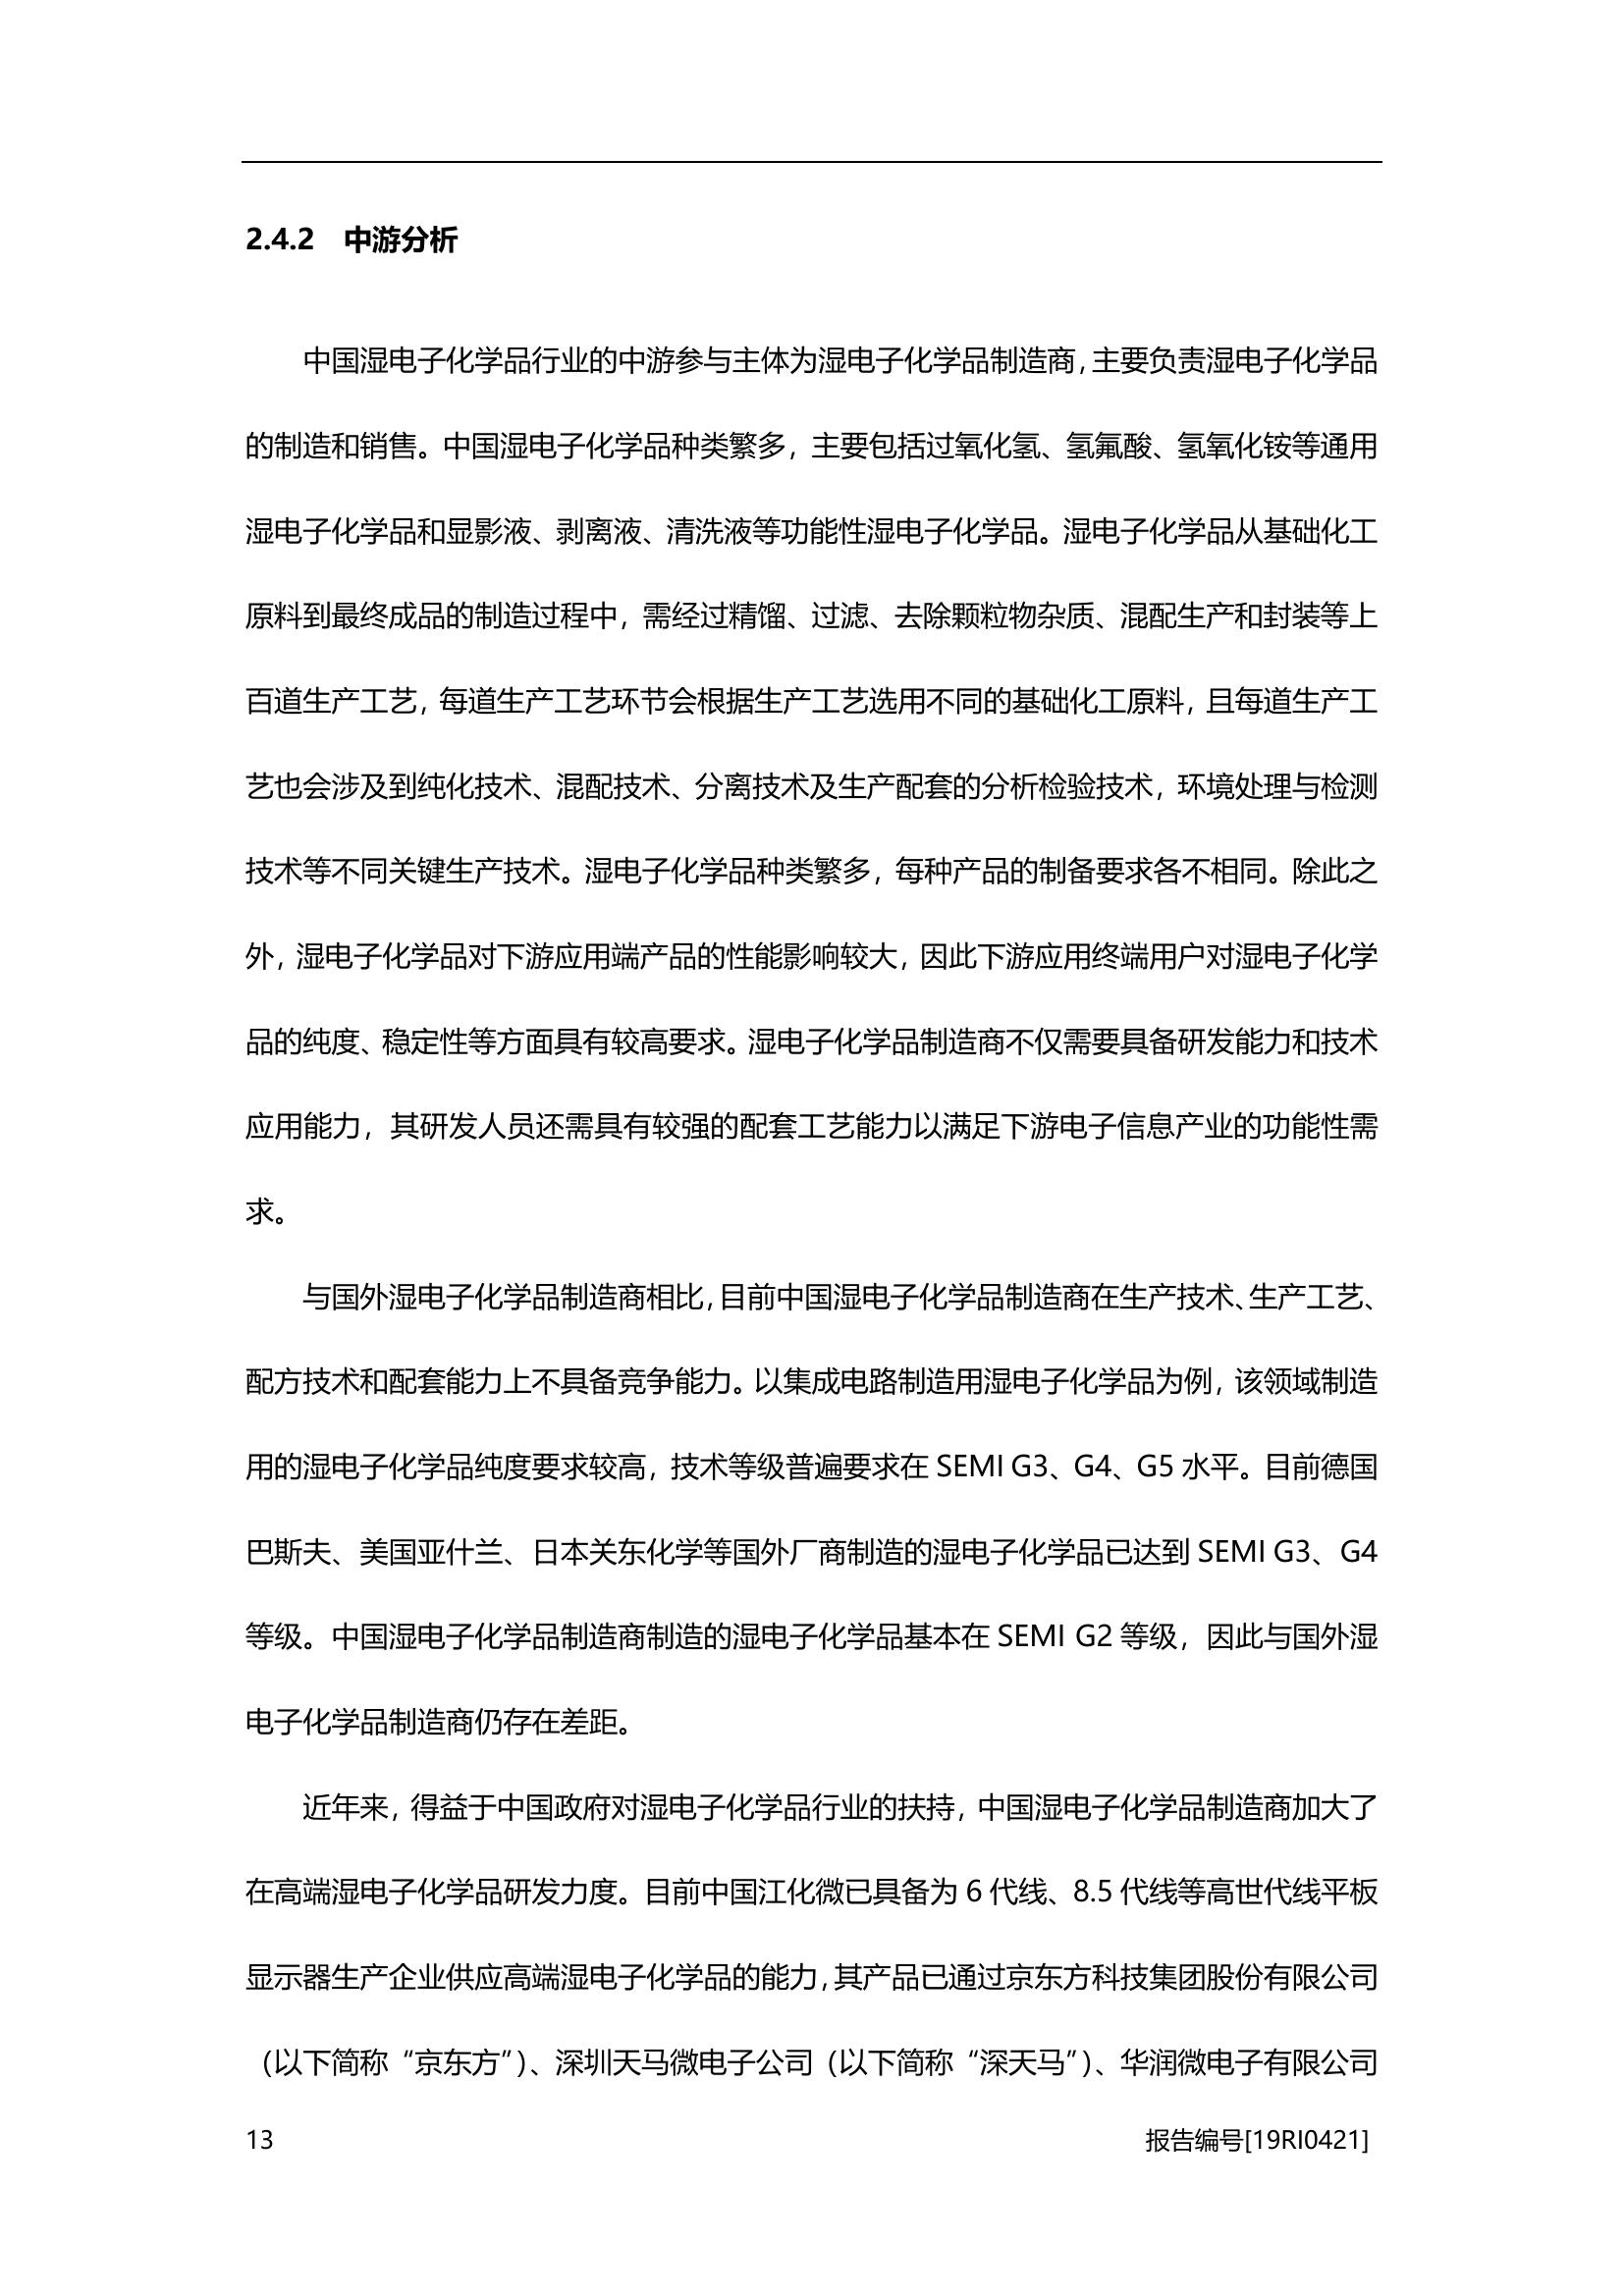 2.4.2 中游分析
中国湿电子化学品行业的中游参与主体为湿电子化学品制造商，主要负责湿电子化学品
的制造和销售。中国湿电子化学品种类繁多，主要包括过氧化氢、氢氟酸、氢氧化铵等通用
湿电子化学品和显影液、剥离液、清洗液等功能性湿电子化学品。湿电子化学品从基础化工
原料到最终成品的制造过程中，需经过精馏、过滤、去除颗粒物杂质、混配生产和封装等上
百道生产工艺，每道生产工艺环节会根据生产工艺选用不同的基础化工原料，且每道生产工
艺也会涉及到纯化技术、混配技术、分离技术及生产配套的分析检验技术，环境处理与检测
技术等不同关键生产技术。湿电子化学品种类繁多，每种产品的制备要求各不相同。除此之
外，湿电子化学品对下游应用端产品的性能影响较大，因此下游应用终端用户对湿电子化学
品的纯度、稳定性等方面具有较高要求。湿电子化学品制造商不仅需要具备研发能力和技术
应用能力，其研发人员还需具有较强的配套工艺能力以满足下游电子信息产业的功能性需
求。
与国外湿电子化学品制造商相比，目前中国湿电子化学品制造商在生产技术、生产工艺、
配方技术和配套能力上不具备竞争能力。以集成电路制造用湿电子化学品为例，该领域制造
用的湿电子化学品纯度要求较高，技术等级普遍要求在 SEMI G3、G4、G5 水平。目前德国
巴斯夫、美国亚什兰、日本关东化学等国外厂商制造的湿电子化学品已达到 SEMI G3、G4
等级。中国湿电子化学品制造商制造的湿电子化学品基本在 SEMI G2 等级，因此与国外湿
电子化学品制造商仍存在差距。
近年来，得益于中国政府对湿电子化学品行业的扶持，中国湿电子化学品制造商加大了
在高端湿电子化学品研发力度。目前中国江化微已具备为 6 代线、8.5 代线等高世代线平板
显示器生产企业供应高端湿电子化学品的能力，其产品已通过京东方科技集团股份有限公司
（以下简称“京东方”）、深圳天马微电子公司（以下简称“深天马”）、华润微电子有限公司
13 报告编号[19RI0421]